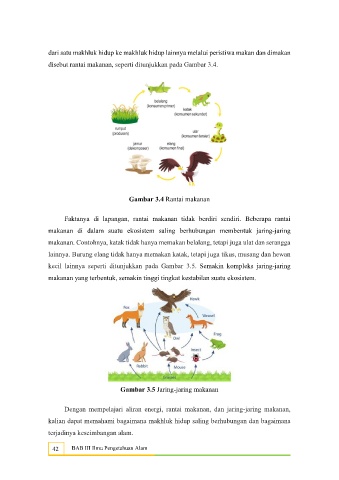 dari satu makhluk hidup ke makhluk hidup lainnya melalui peristiwa makan dan dimakan
disebut rantai makanan, seperti ditunjukkan pada Gambar 3.4.
belalang
(konsumen primer)
katak
(konsumen sekunder)
rumput
(produsen)
ular
(konsumen tersier)
jamur
(dekomposer)
elang
(konsumen final)
Gambar 3.4 Rantai makanan
Faktanya di lapangan, rantai makanan tidak berdiri sendiri. Beberapa rantai
makanan di dalam suatu ekosistem saling berhubungan membentuk jaring-jaring
makanan. Contohnya, katak tidak hanya memakan belalang, tetapi juga ulat dan serangga
lainnya. Burung elang tidak hanya memakan katak, tetapi juga tikus, musang dan hewan
kecil lainnya seperti ditunjukkan pada Gambar 3.5. Semakin kompleks jaring-jaring
makanan yang terbentuk, semakin tinggi tingkat kestabilan suatu ekosistem.
Hawk
Fox
Weasel
Owl
Frog
Insect
Rabbit
Mouse
Gambar 3.5 Jaring-jaring makanan
Dengan mempelajari aliran energi, rantai makanan, dan jaring-jaring makanan,
kalian dapat memahami bagaimana makhluk hidup saling berhubungan dan bagaimana
terjadinya keseimbangan alam.
42 BAB III Ilmu Pengetahuan Alam